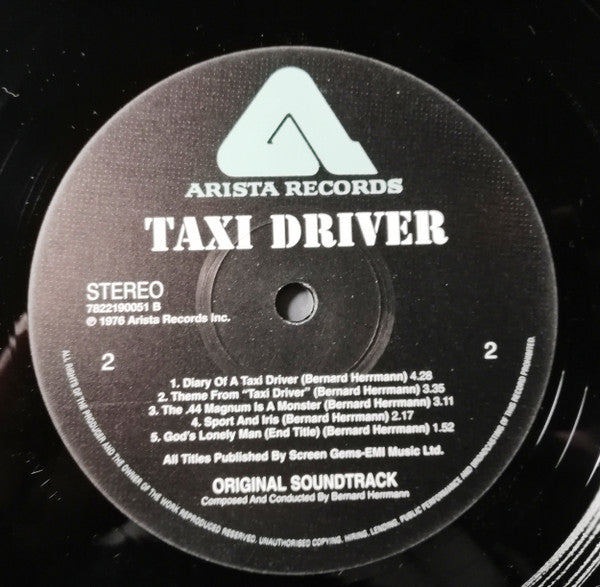 ARISTA RECORDS
TAXI DRIVER
STEREO
7822190051 B
℗ 1976 Arista Records Inc.
2
2
1. Diary Of A Taxi Driver (Bernard Herrmann) 4.28
2. Theme From "Taxi Driver" (Bernard Herrmann) 3.35
3. The .44 Magnum Is A Monster (Bernard Herrmann) 3.11
4. Sport And Iris (Bernard Herrmann) 2.17
5. God's Lonely Man (End Title) (Bernard Herrmann) 1.52
All Titles Published By Screen Gems-EMI Music Ltd.
ORIGINAL SOUNDTRACK
Composed And Conducted By Bernard Herrmann
ALL RIGHTS OF THE PRODUCER AND THE OWNER OF THE WORK REPRODUCED RESERVED. UNAUTHORISED COPYING, HIRING, LENDING, PUBLIC PERFORMANCE AND BROADCASTING OF THIS RECORD PROHIBITED.